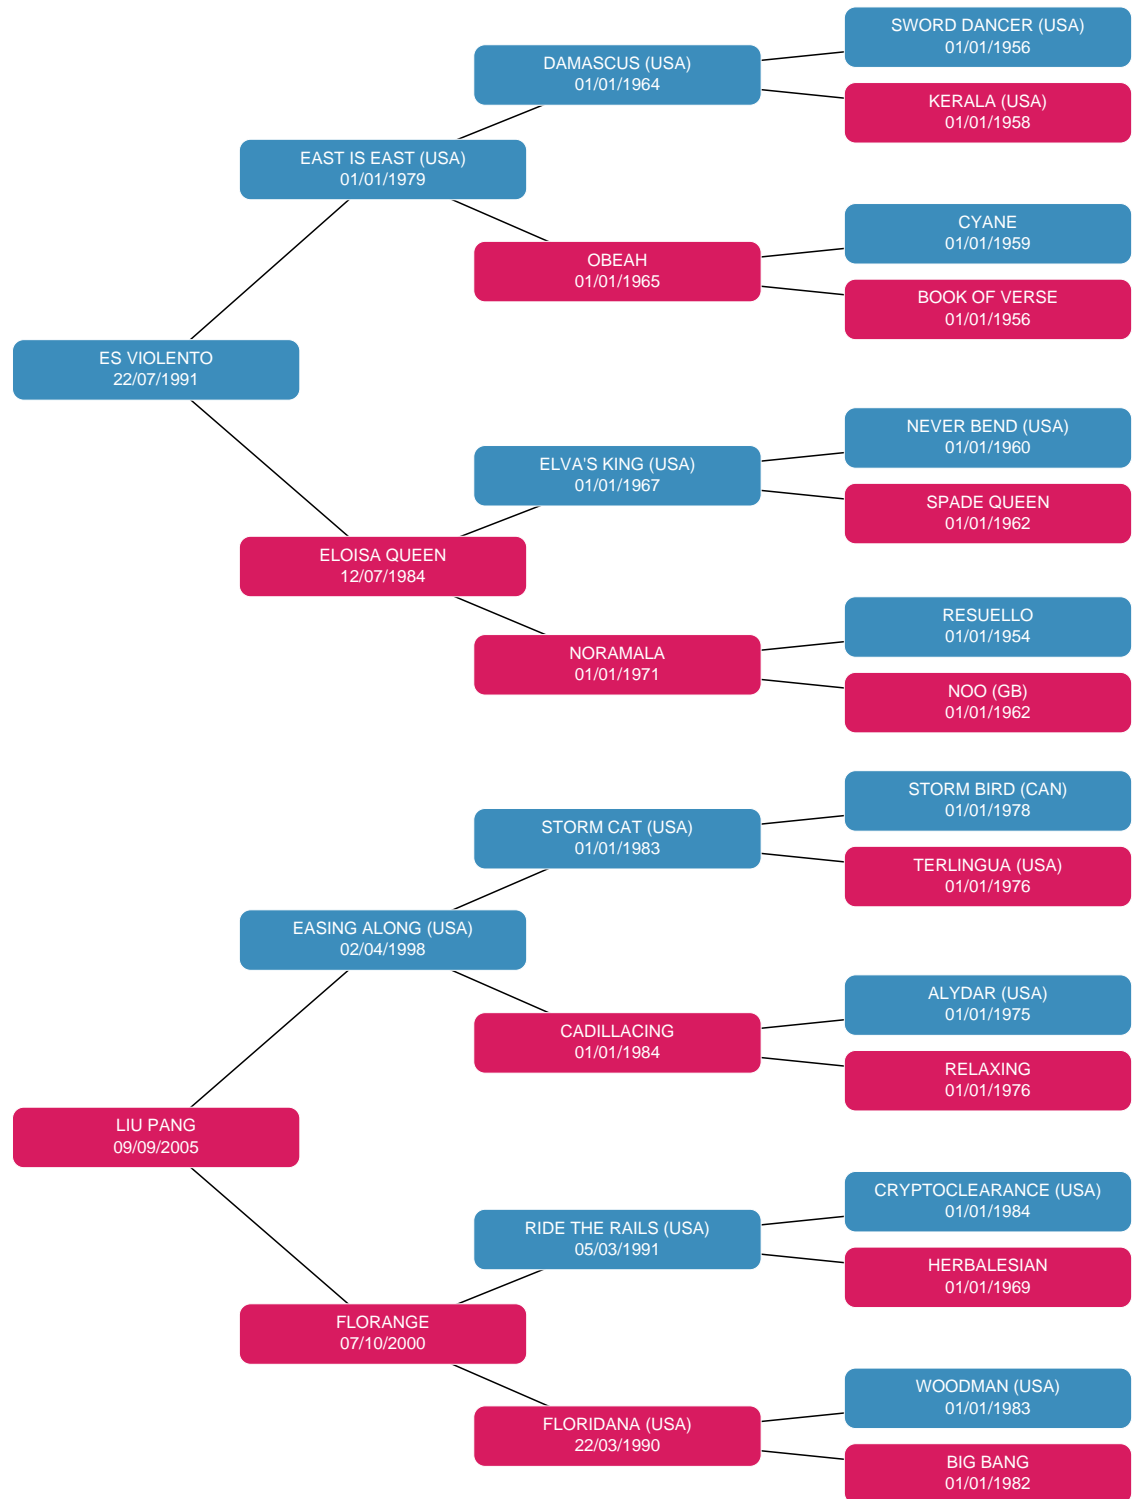 SWORD DANCER (USA)
01/01/1956
DAMASCUS (USA)
01/01/1964
KERALA (USA)
01/01/1958
EAST IS EAST (USA)
01/01/1979
CYANE
01/01/1959
OBEAH
01/01/1965
BOOK OF VERSE
01/01/1956
ES VIOLENTO
22/07/1991
NEVER BEND (USA)
01/01/1960
ELVA'S KING (USA)
01/01/1967
SPADE QUEEN
01/01/1962
ELOISA QUEEN
12/07/1984
RESUELLO
01/01/1954
NORAMALA
01/01/1971
NOO (GB)
01/01/1962
STORM BIRD (CAN)
01/01/1978
STORM CAT (USA)
01/01/1983
TERLINGUA (USA)
01/01/1976
EASING ALONG (USA)
02/04/1998
ALYDAR (USA)
01/01/1975
CADILLACING
01/01/1984
RELAXING
01/01/1976
LIU PANG
09/09/2005
CRYPTOCLEARANCE (USA)
01/01/1984
RIDE THE RAILS (USA)
05/03/1991
HERBALESIAN
01/01/1969
FLORANGE
07/10/2000
WOODMAN (USA)
01/01/1983
FLORIDANA (USA)
22/03/1990
BIG BANG
01/01/1982